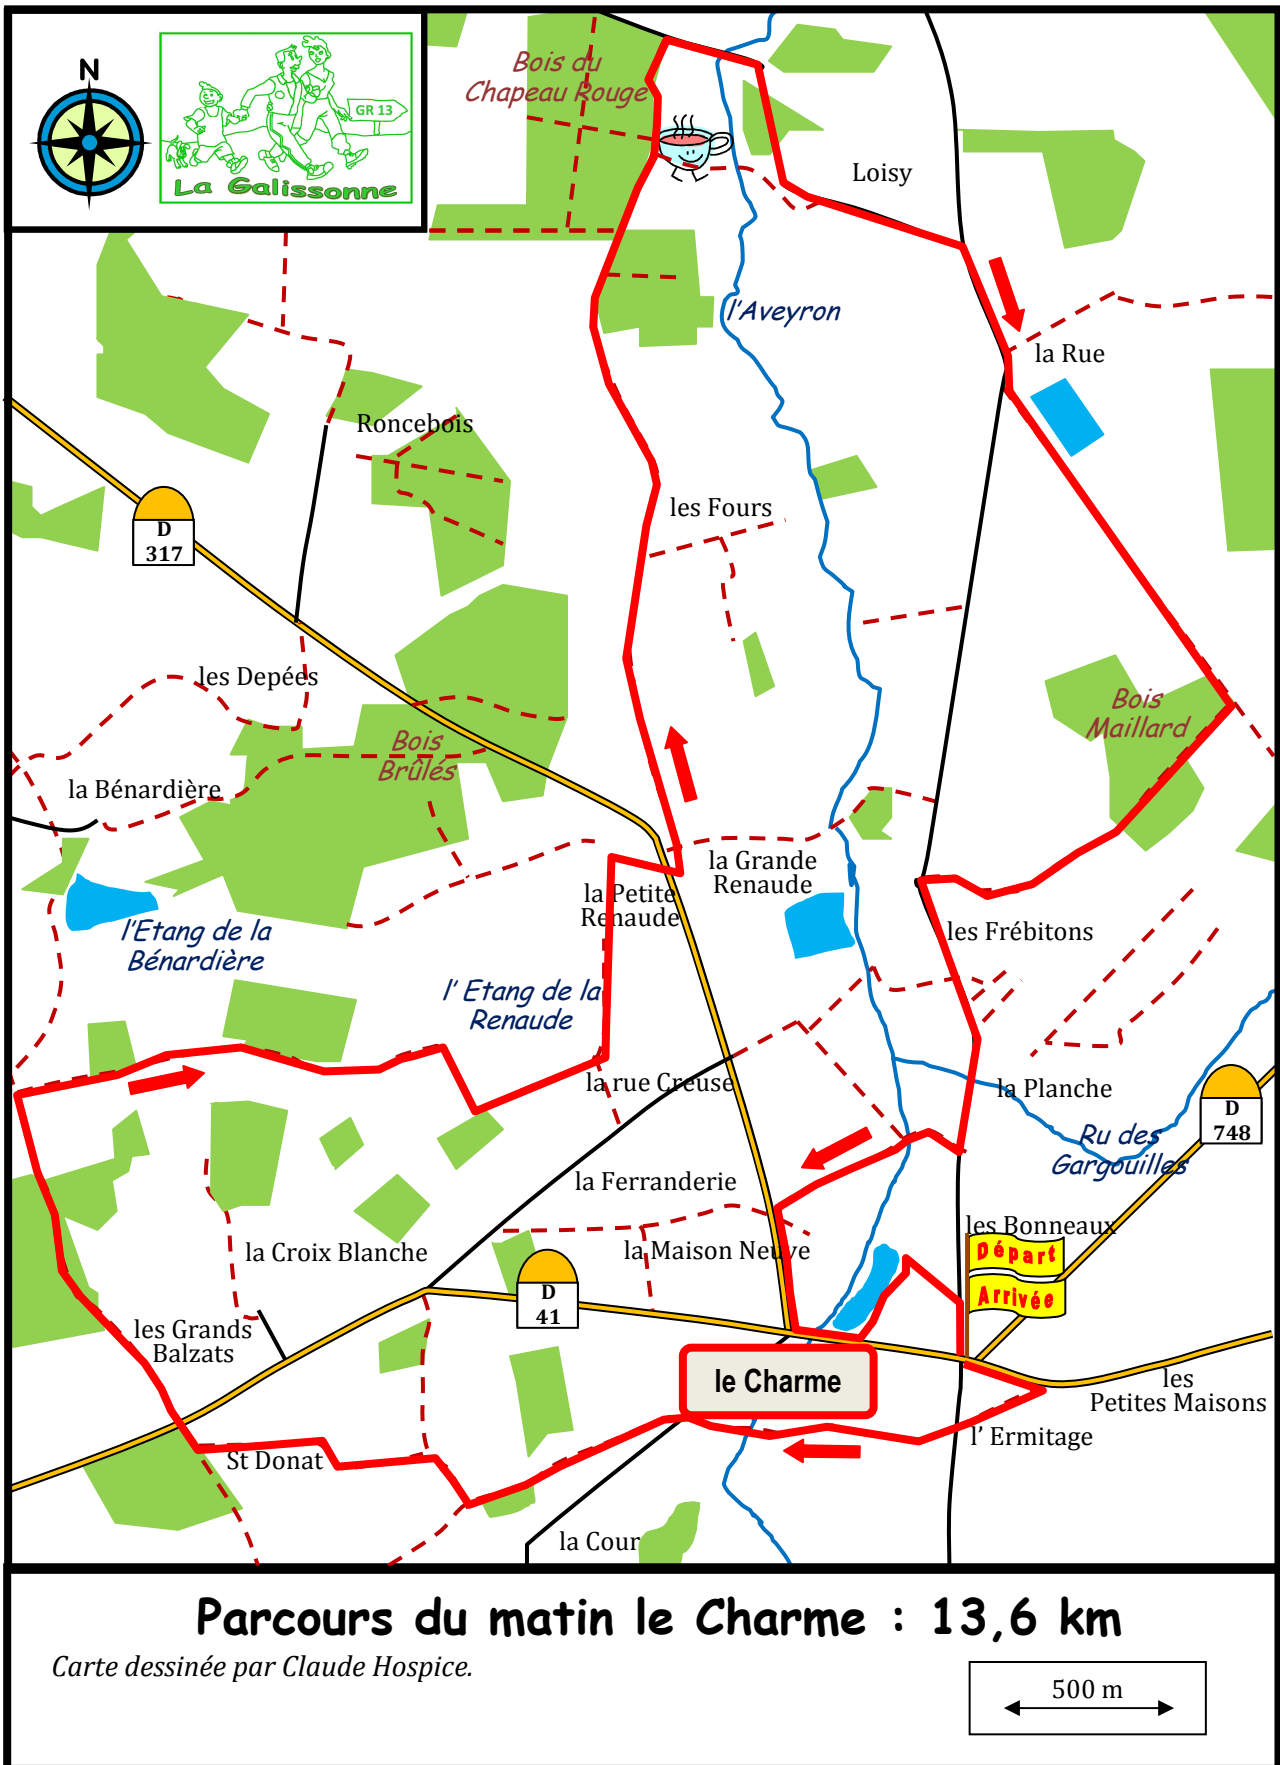 N
GR 13
La Galissonne
Bois du
Chapeau Rouge
Loisy
l'Aveyron
la Rue
Roncebois
les Fours
D
317
les Depées
Bois
Maillard
Bois
Brûlés
la Bénardière
la Grande
Renaude
la Petite
Renaude
l'Etang de la
Bénardière
les Frébitons
l' Etang de la
Renaude
la rue Creuse
la Planche
D
748
Ru des
Gargouilles
la Ferranderie
les Bonneaux
la Croix Blanche
la Maison Neuve
Départ
Arrivée
D
41
les Grands
Balzats
le Charme
les
Petites Maisons
l' Ermitage
St Donat
la Cour
Parcours du matin le Charme : 13,6 km
Carte dessinée par Claude Hospice.
500 m